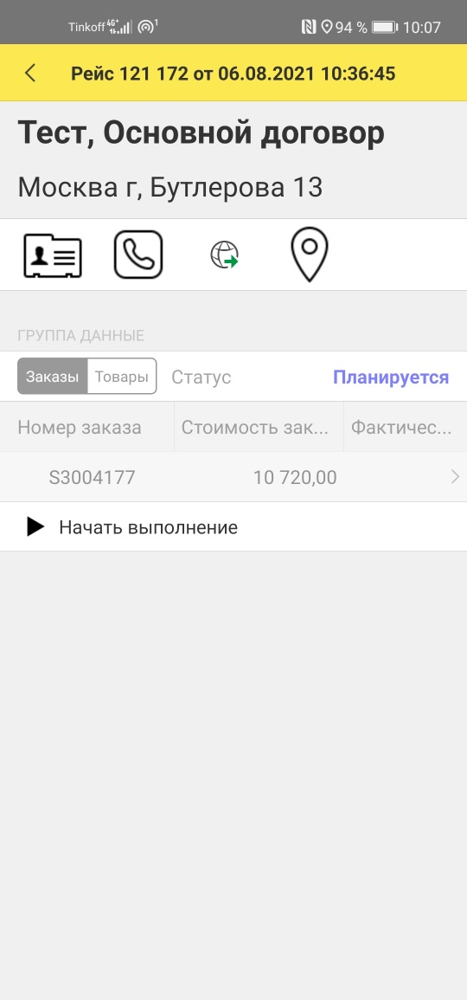 Tinkoff 4G+ 1 94 % 10:07
Рейс 121 172 от 06.08.2021 10:36:45
Тест, Основной договор
Москва г, Бутлерова 13
ГРУППА ДАННЫЕ
Заказы Товары Статус Планируется
Номер заказа Стоимость зак... Фактичес...
S3004177 10 720,00
Начать выполнение